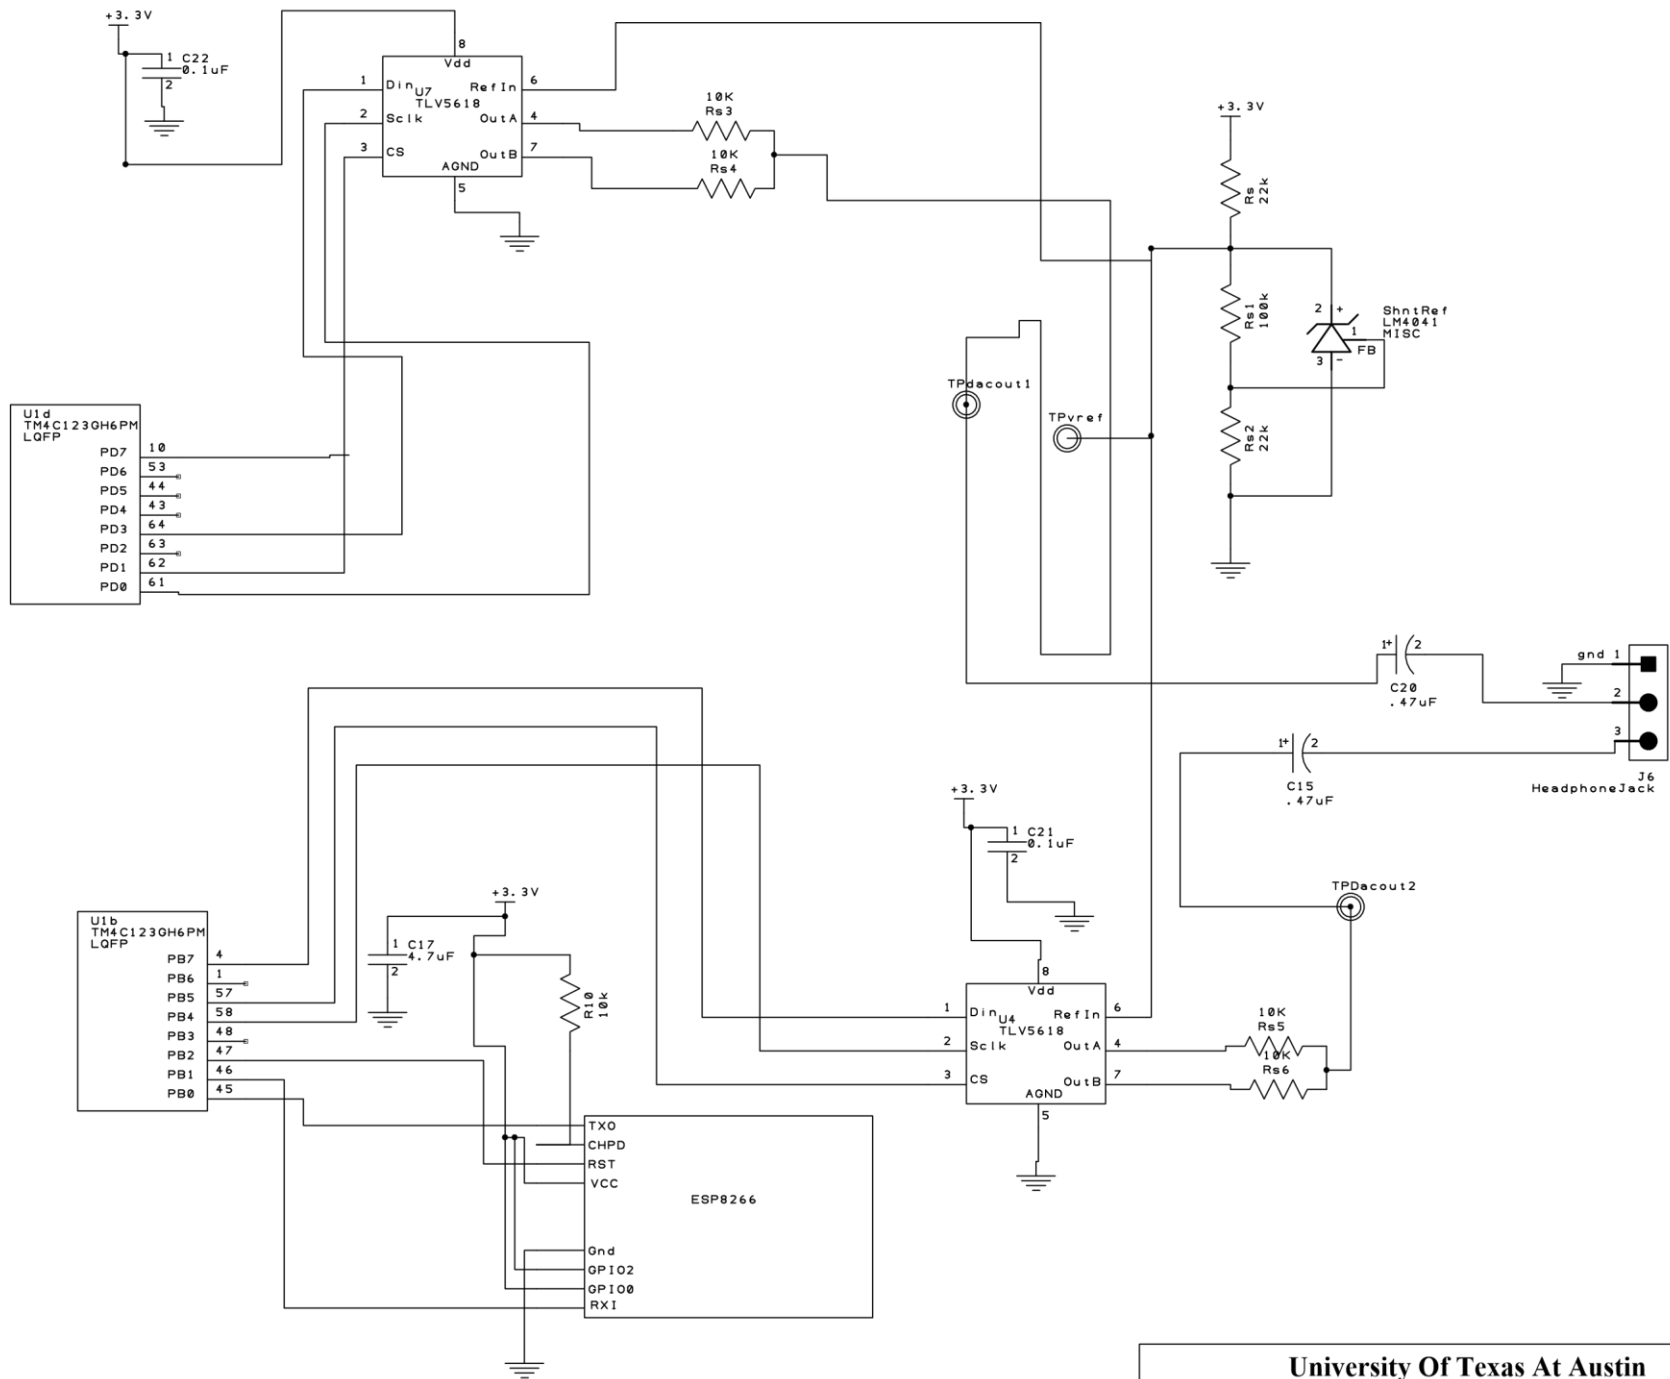 +3.3V
1 C22
0.1uF
2
8
Vdd
1 Din RefIn 6
U7
TLV5618
2 Sclk OutA 4
3 CS OutB 7
AGND
5
10K
Rs3
10K
Rs4
+3.3V
Rs
22k
Rs1
100k
Rs2
22k
2 +
1
FB
3 -
ShntRef
LM4041
MISC
TPdacout1
TPvref
U1d
TM4C123GH6PM
LQFP
PD7 10
PD6 53
PD5 44
PD4 43
PD3 64
PD2 63
PD1 62
PD0 61
1+ 2
C20
.47uF
1+ 2
C15
.47uF
gnd 1
2
3
J6
HeadphoneJack
+3.3V
1 C21
0.1uF
2
TPDacout2
+3.3V
1 C17
4.7uF
2
R10
10k
U1b
TM4C123GH6PM
LQFP
PB7 4
PB6 1
PB5 57
PB4 58
PB3 48
PB2 47
PB1 46
PB0 45
8
Vdd
1 Din RefIn 6
U4
TLV5618
2 Sclk OutA 4
3 CS OutB 7
AGND
5
10K
Rs5
10K
Rs6
TXO
CHPD
RST
VCC
ESP8266
Gnd
GPIO2
GPIO0
RXI
University Of Texas At Austin